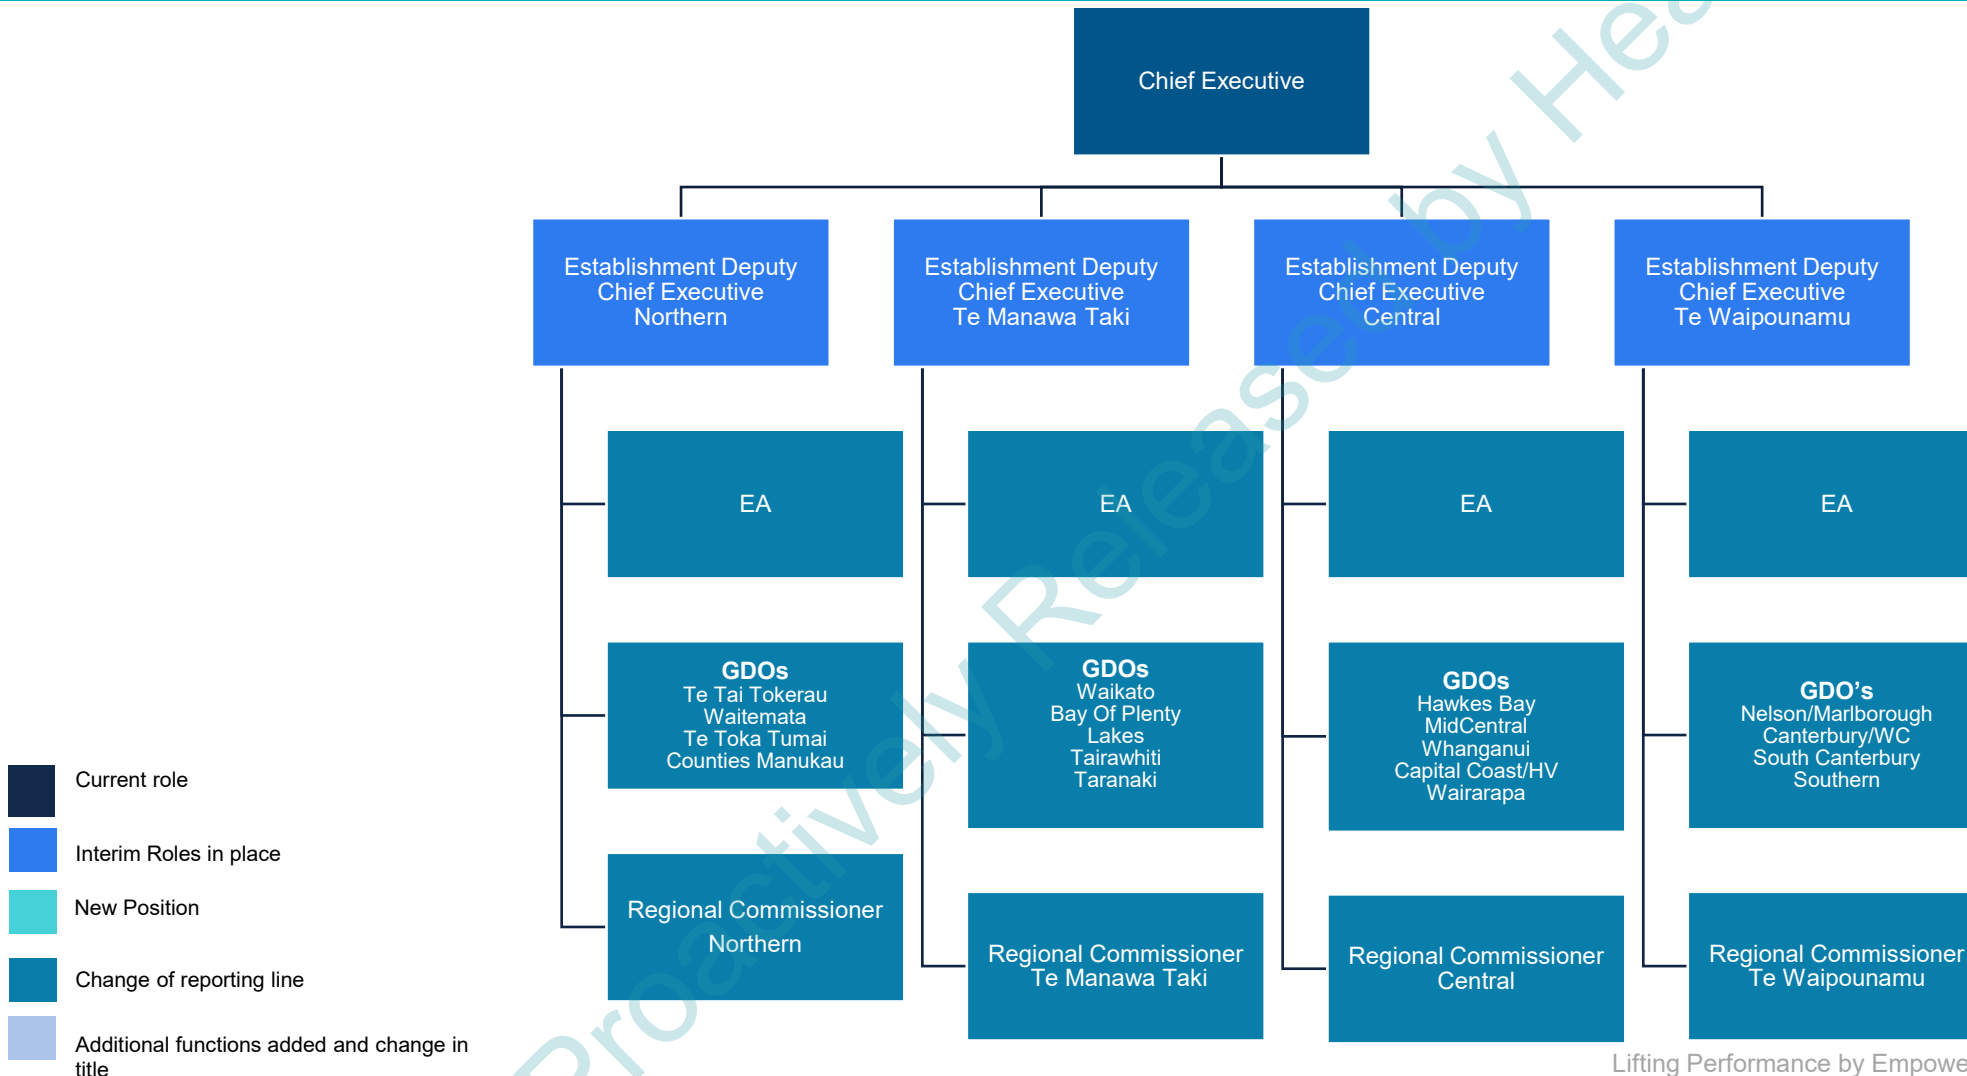 Chief Executive
Establishment Deputy
Chief Executive
Northern
Establishment Deputy
Chief Executive
Te Manawa Taki
Establishment Deputy
Chief Executive
Central
Establishment Deputy
Chief Executive
Te Waipounamu
EA
EA
EA
EA
GDOs
Te Tai Tokerau
Waitemata
Te Toka Tumai
Counties Manukau
GDOs
Waikato
Bay Of Plenty
Lakes
Tairawhiti
Taranaki
GDOs
Hawkes Bay
MidCentral
Whanganui
Capital Coast/HV
Wairarapa
GDO’s
Nelson/Marlborough
Canterbury/WC
South Canterbury
Southern
Regional Commissioner
Northern
Regional Commissioner
Te Manawa Taki
Regional Commissioner
Central
Regional Commissioner
Te Waipounamu
Current role
Interim Roles in place
New Position
Change of reporting line
Additional functions added and change in
title
Lifting Performance by Empowe
Proactively Released by Hea